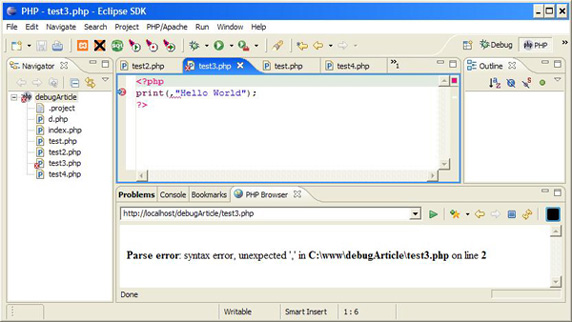 PHP - test3.php - Eclipse SDK
File Edit Navigate Search Project PHP/Apache Run Window Help
SQL
Debug PHP
Navigator
test2.php test3.php test.php test4.php »1
Outline
debugArticle
.project
d.php
index.php
test.php
test2.php
test3.php
test4.php
<?php
print(,"Hello World");
?>
Problems Console Bookmarks PHP Browser
http://localhost/debugArticle/test3.php
Parse error: syntax error, unexpected ',' in C:\www\debugArticle\test3.php on line 2
Done
Writable Smart Insert 1 : 6